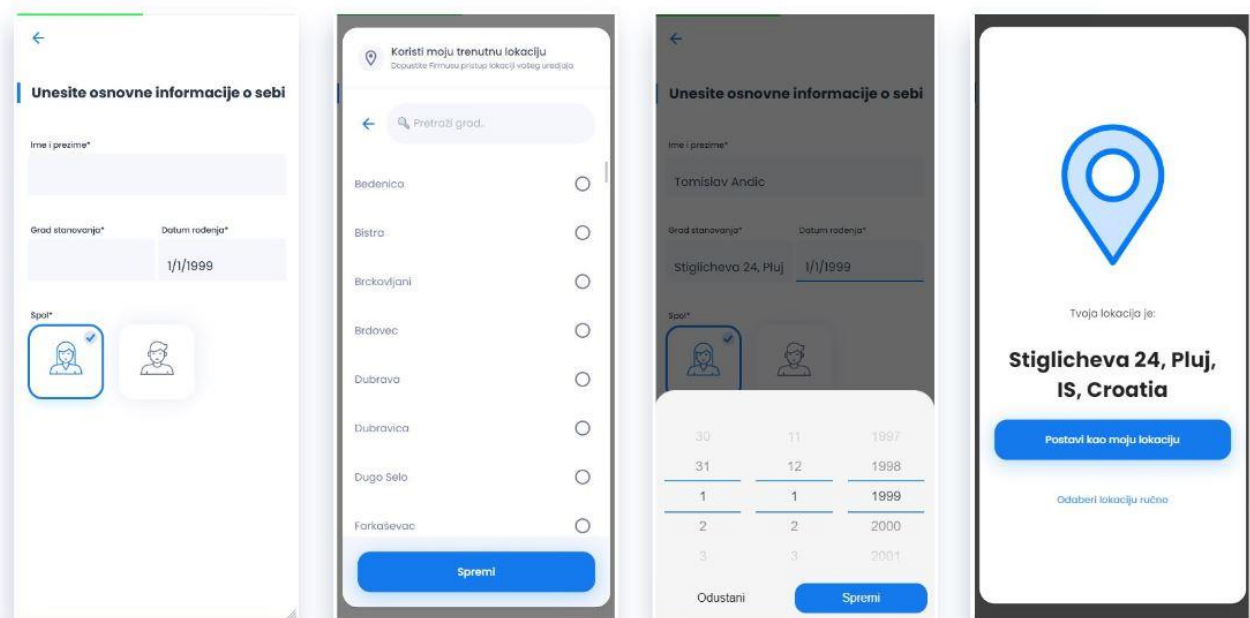 Unesite osnovne informacije o sebi
Ime i prezime*
Grad stanovanja*
Datum rođenja*
1/1/1999
Spol*
Koristi moju trenutnu lokaciju
Dopustite Firmusu pristup lokaciji vašeg uredjaja
Pretraži grad..
Bedenica
Bistra
Brckovljani
Brdovec
Dubrava
Dubravica
Dugo Selo
Farkaševac
Spremi
Unesite osnovne informacije o sebi
Ime i prezime*
Tomislav Andic
Grad stanovanja*
Datum rođenja*
Stiglicheva 24, Pluj
1/1/1999
Spol*
30 11 1997
31 12 1998
1 1 1999
2 2 2000
3 3 2001
Odustani
Spremi
Tvoja lokacija je:
Stiglicheva 24, Pluj,
IS, Croatia
Postavi kao moju lokaciju
Odaberi lokaciju ručno